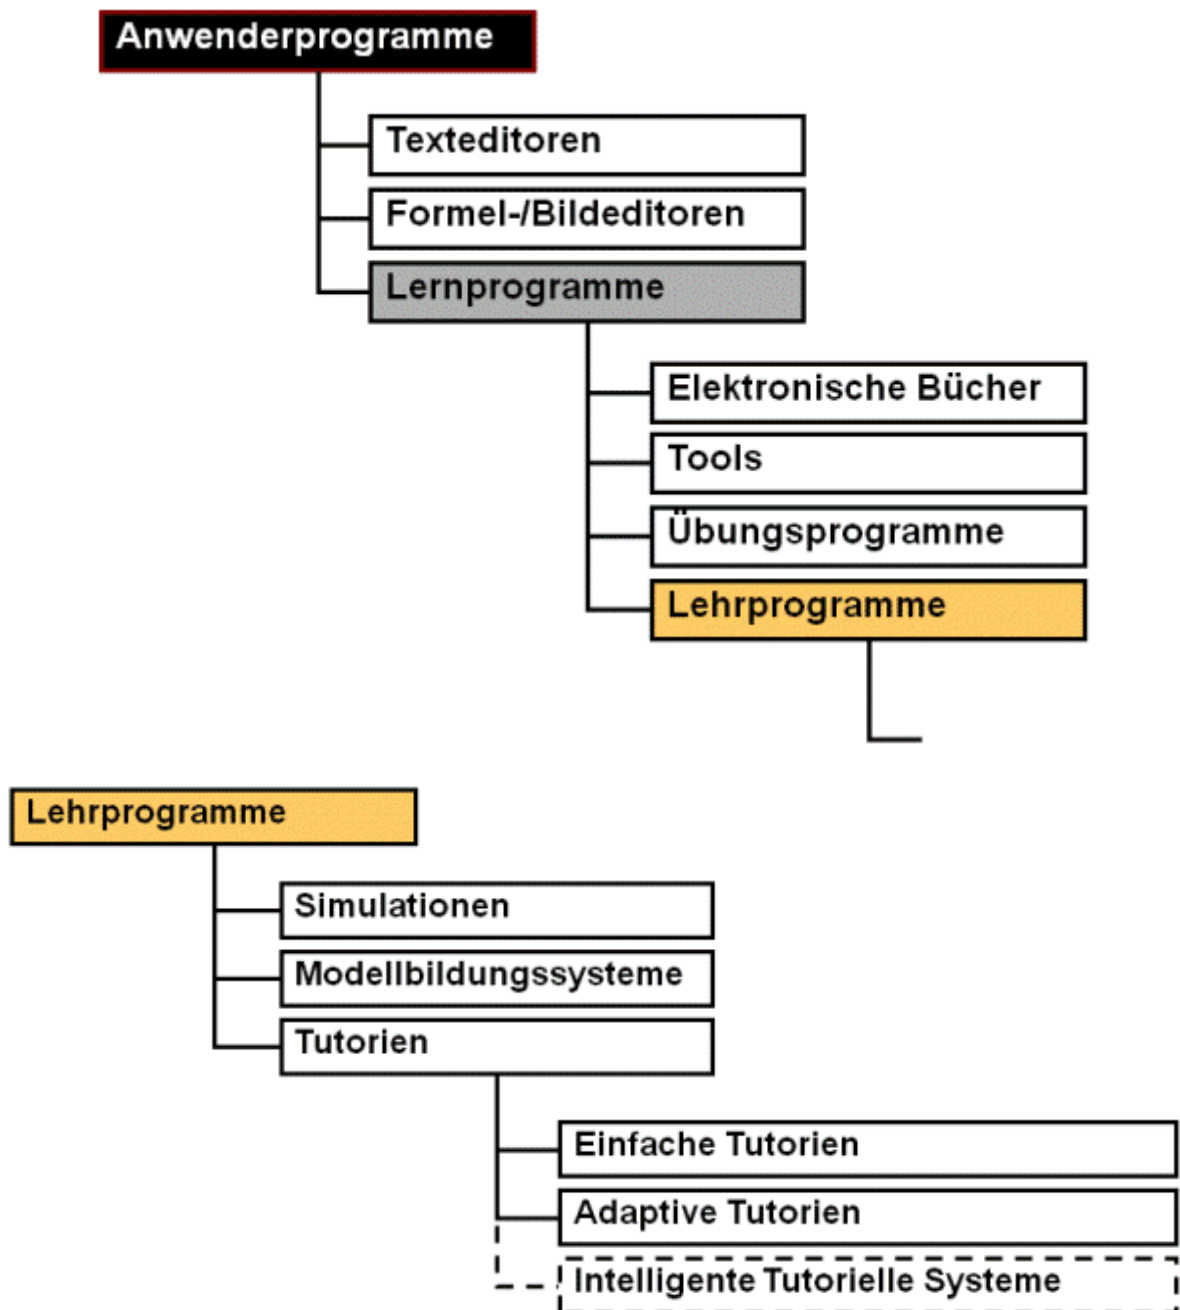 Anwenderprogramme
Texteditoren
Formel-/Bildeditoren
Lernprogramme
Elektronische Bücher
Tools
Übungsprogramme
Lehrprogramme
Lehrprogramme
Simulationen
Modellbildungssysteme
Tutorien
Einfache Tutorien
Adaptive Tutorien
Intelligente Tutorielle Systeme